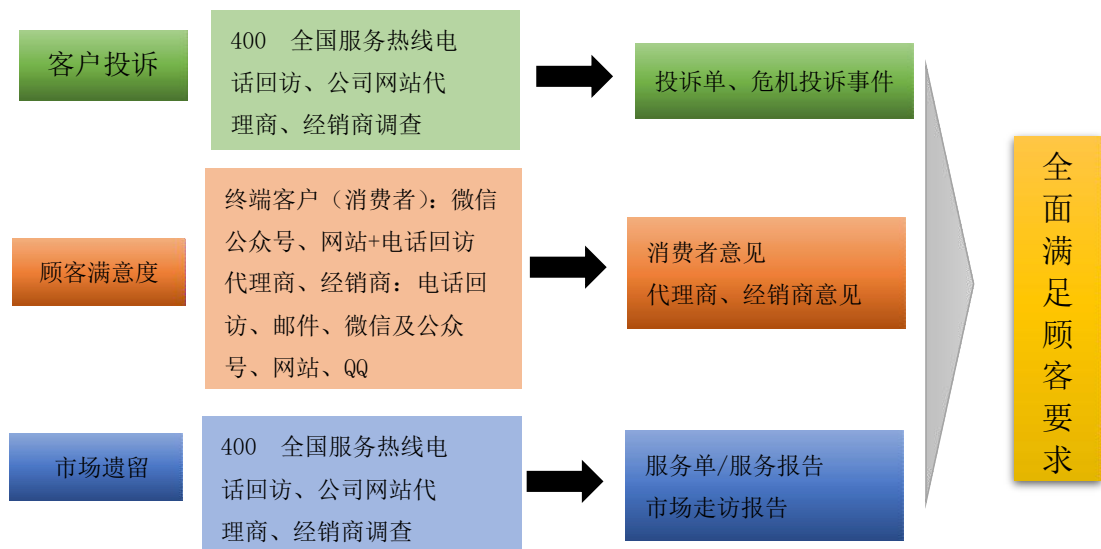 客户投诉
400 全国服务热线电
话回访、公司网站代
理商、经销商调查
投诉单、危机投诉事件
顾客满意度
终端客户（消费者）：微信
公众号、网站+电话回访
代理商、经销商：电话回
访、邮件、微信及公众
号、网站、QQ
消费者意见
代理商、经销商意见
市场遗留
400 全国服务热线电
话回访、公司网站代
理商、经销商调查
服务单/服务报告
市场走访报告
全
面
满
足
顾
客
要
求